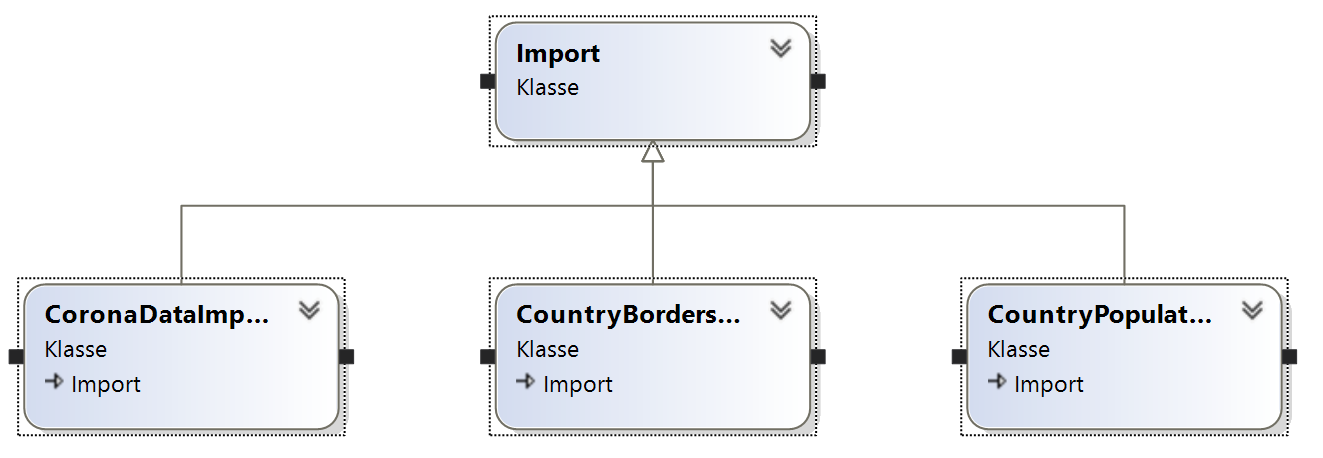 Import
Klasse
CoronaDataImp...
Klasse
Import
CountryBorders...
Klasse
Import
CountryPopulat...
Klasse
Import